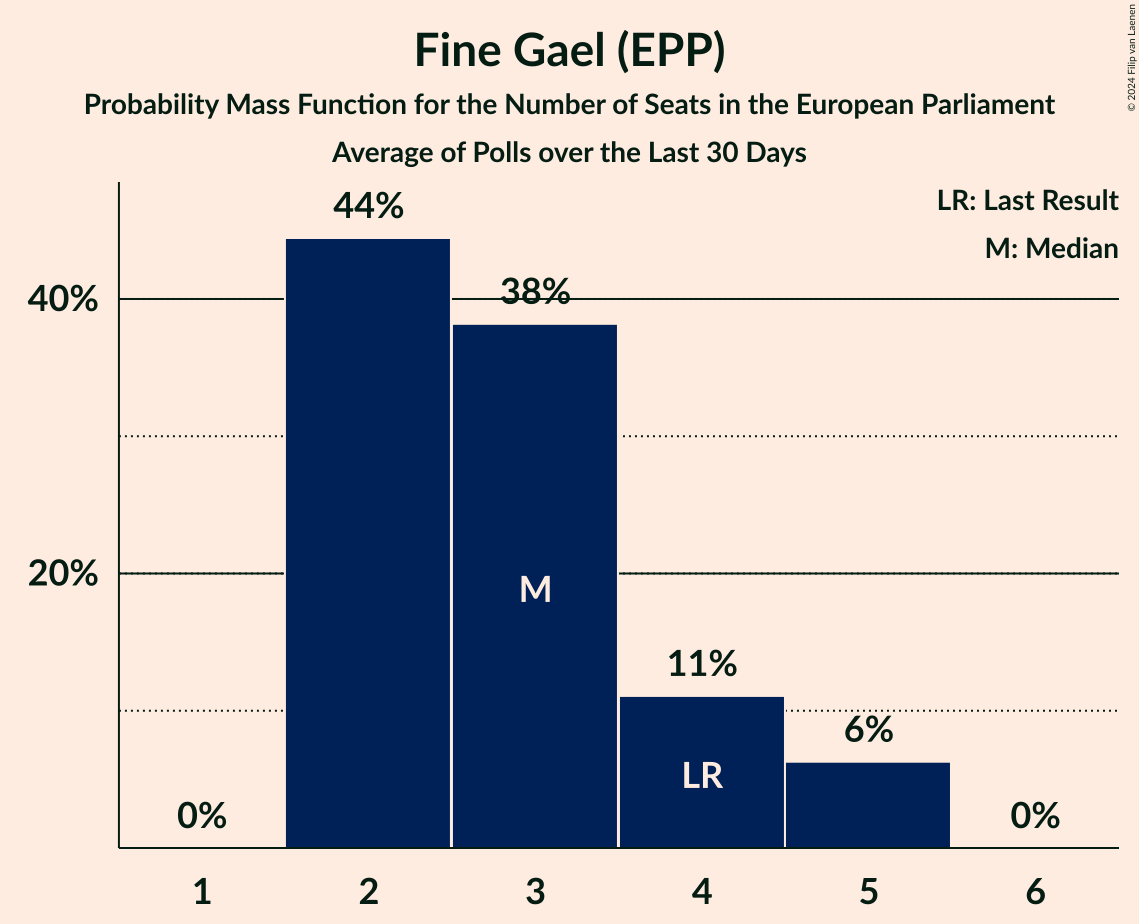 Fine Gael (EPP)
Probability Mass Function for the Number of Seats in the European Parliament
Average of Polls over the Last 30 Days
© 2024 Filip van Laenen
LR: Last Result
M: Median
44%
38%
40%
20%
M
11%
6%
LR
0%
0%
1 2 3 4 5 6